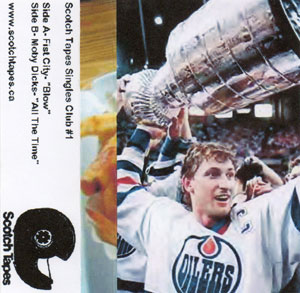 Scotch Tapes Singles Club #1
Side A- Fist City- "Blow"
Side B- Moby Dicks- "All The Time"
www.scotchtapes.ca
Scotch Tapes
OILERS
C